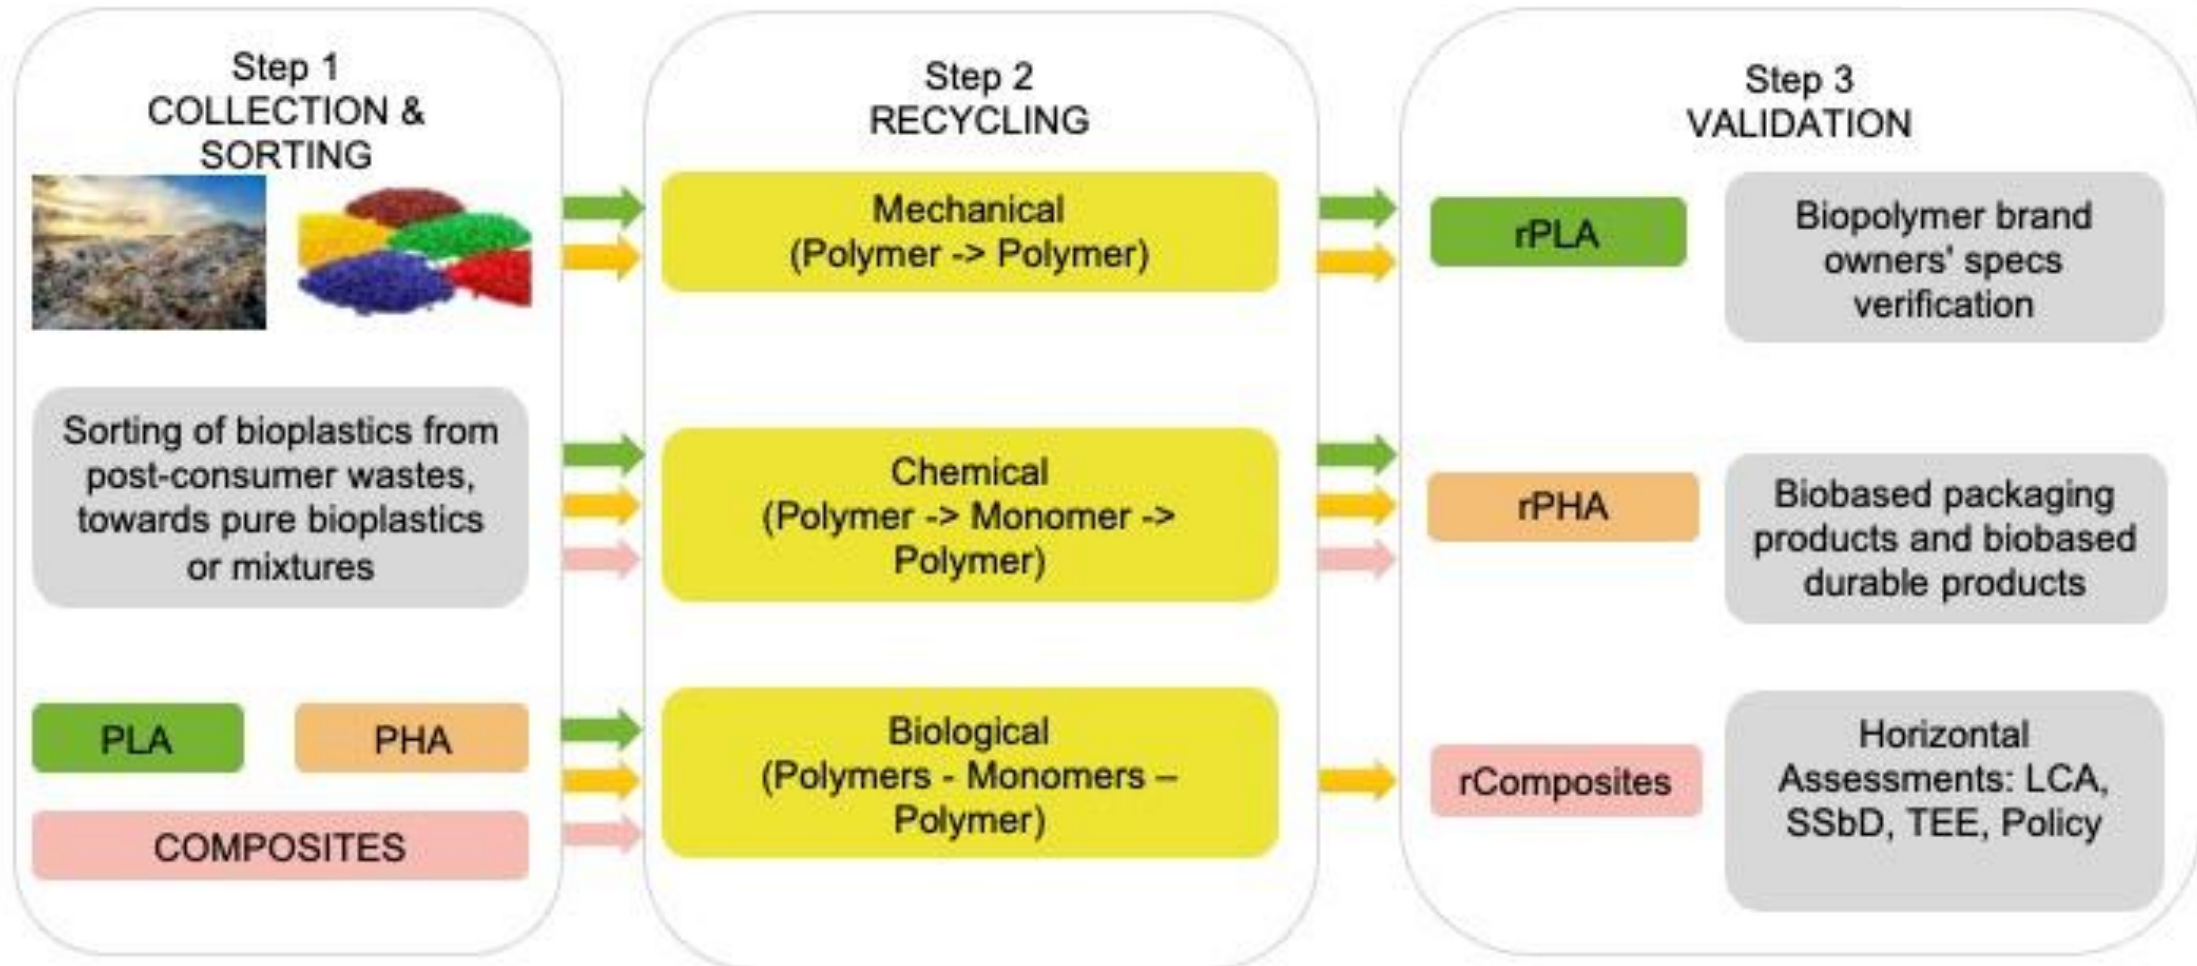 Step 1
COLLECTION &
SORTING
Sorting of bioplastics from
post-consumer wastes,
towards pure bioplastics
or mixtures
PLA
PHA
COMPOSITES
Step 2
RECYCLING
Mechanical
(Polymer -> Polymer)
Chemical
(Polymer -> Monomer ->
Polymer)
Biological
(Polymers - Monomers –
Polymer)
Step 3
VALIDATION
rPLA
Biopolymer brand
owners' specs
verification
rPHA
Biobased packaging
products and biobased
durable products
rComposites
Horizontal
Assessments: LCA,
SSbD, TEE, Policy